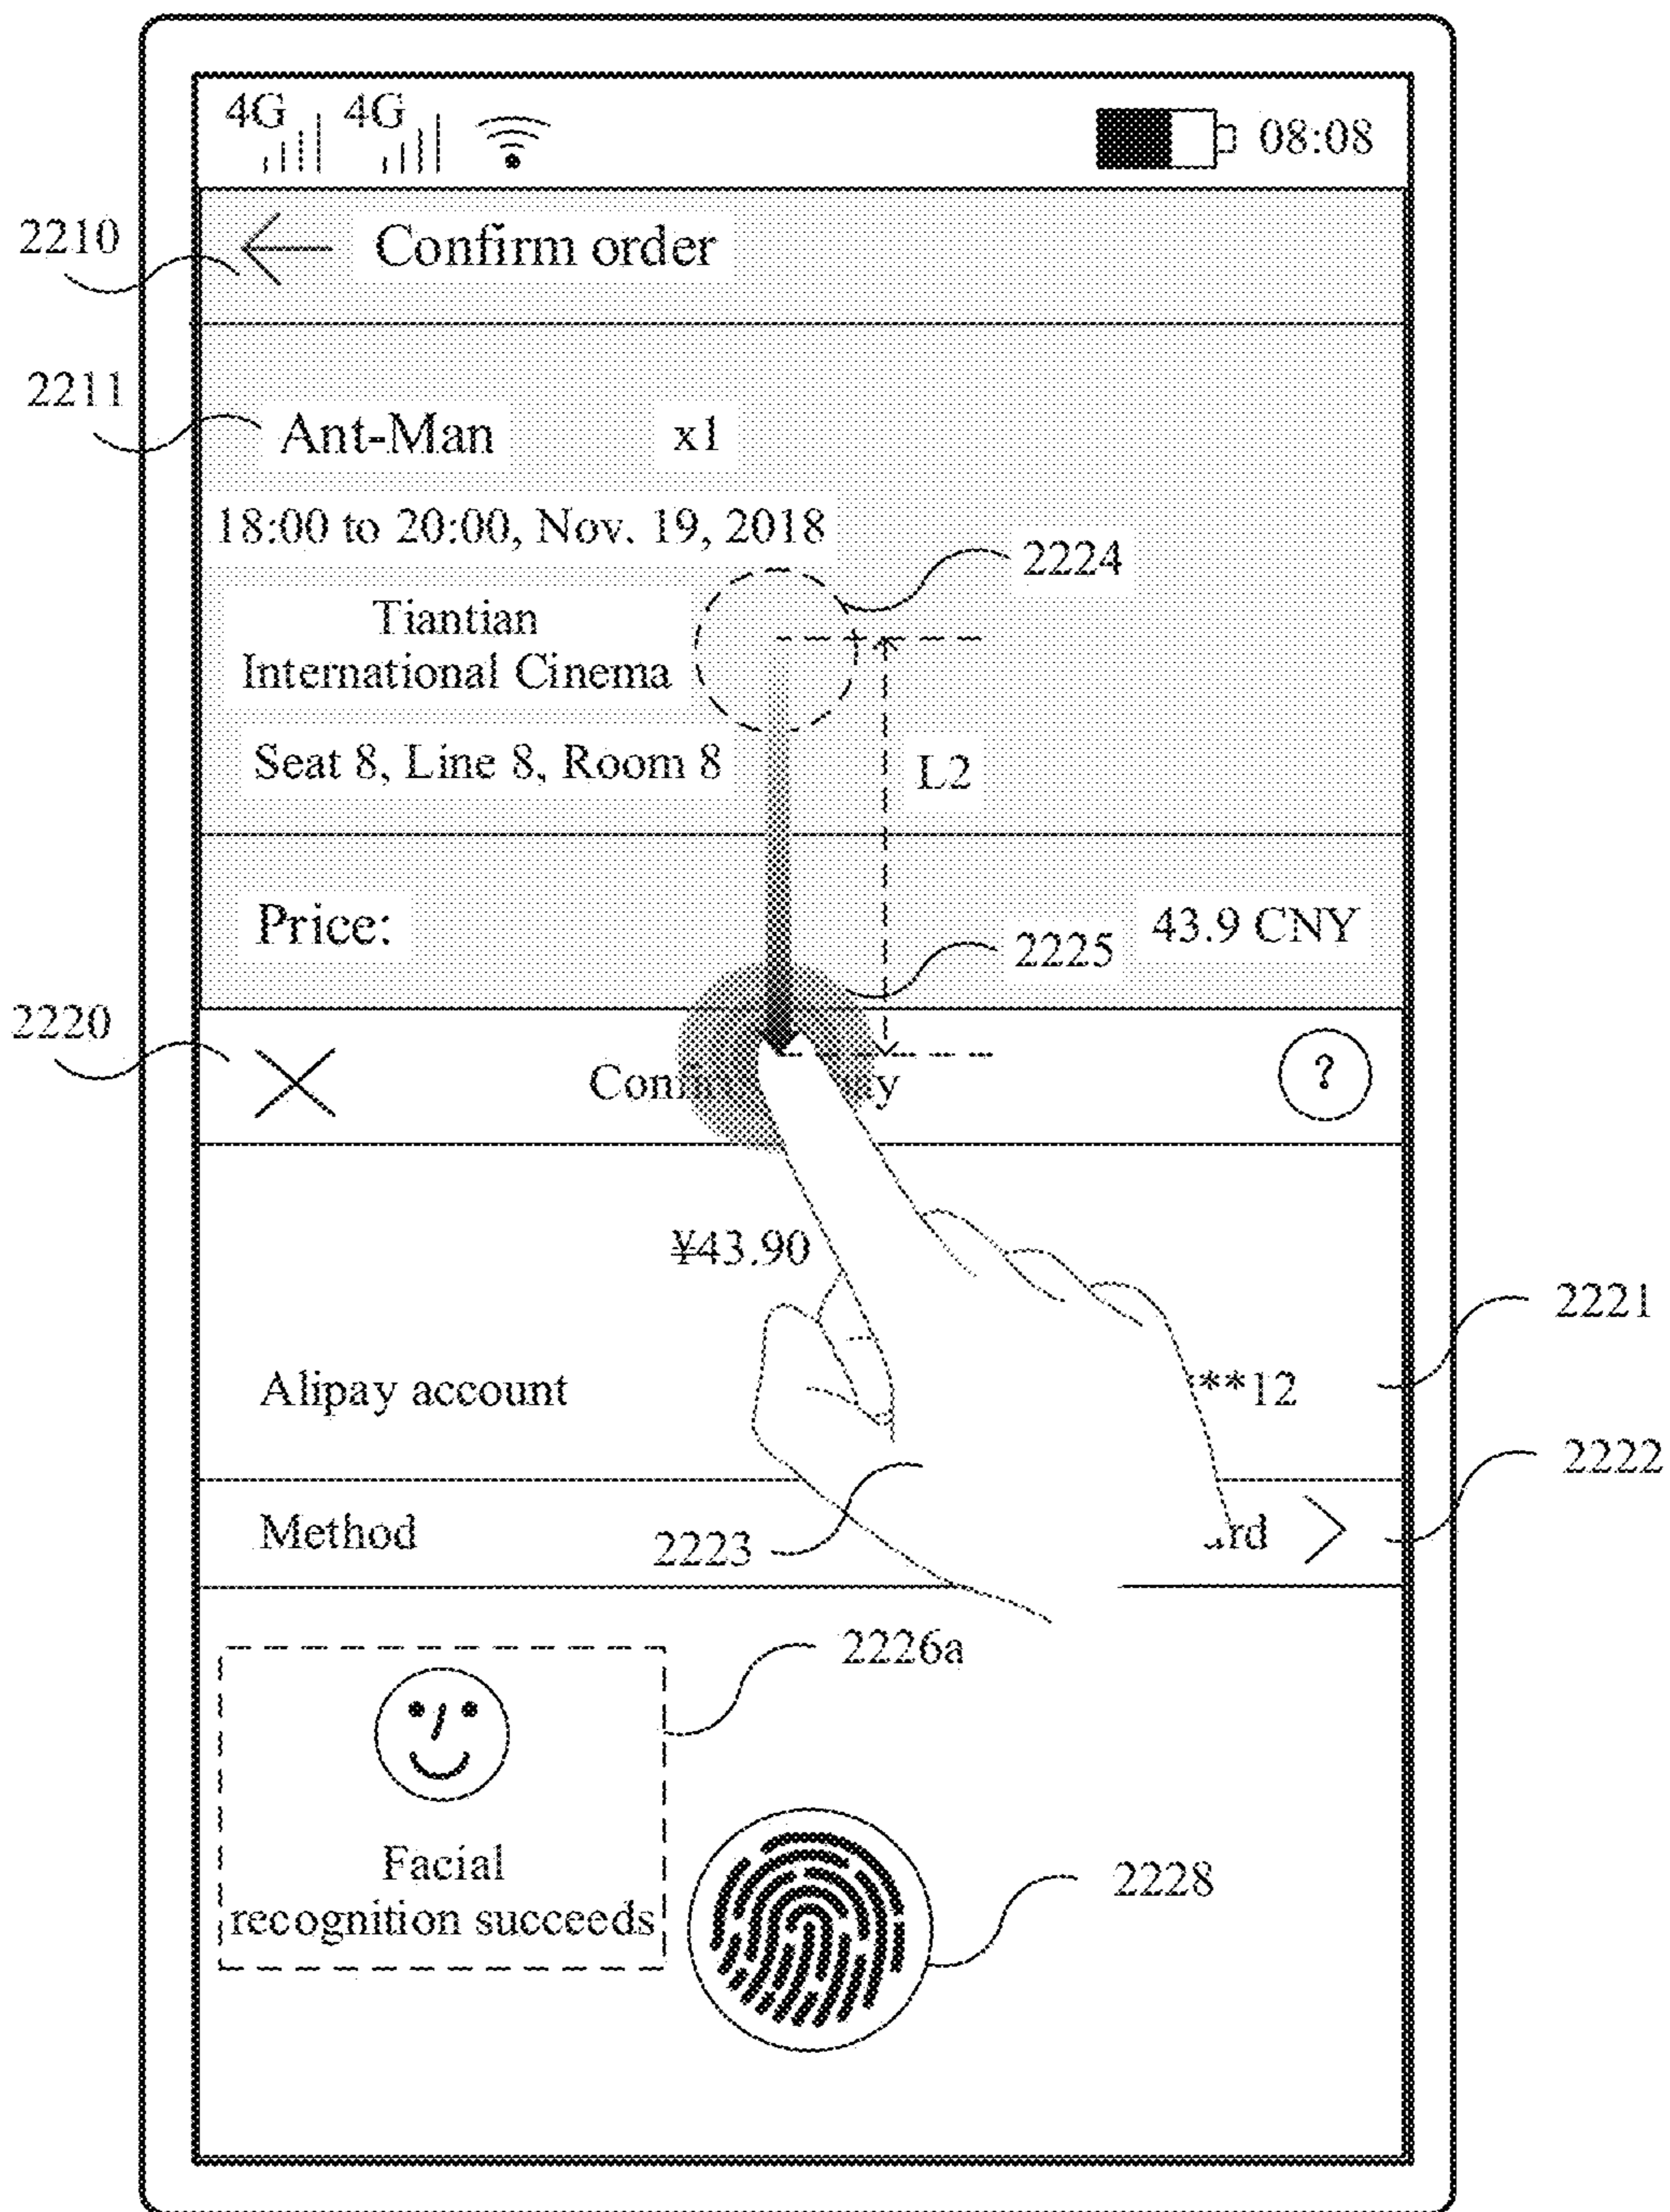 4G 4G 08:08
2210
Confirm order
2211
Ant-Man x1
18:00 to 20:00, Nov. 19, 2018
2224
Tiantian
International Cinema
Seat 8, Line 8, Room 8
L2
Price: 43.9 CNY
2225
2220
?
¥43.90
2221
Alipay account **12
2222
Method
2223
2226a
Facial
recognition succeeds
2228